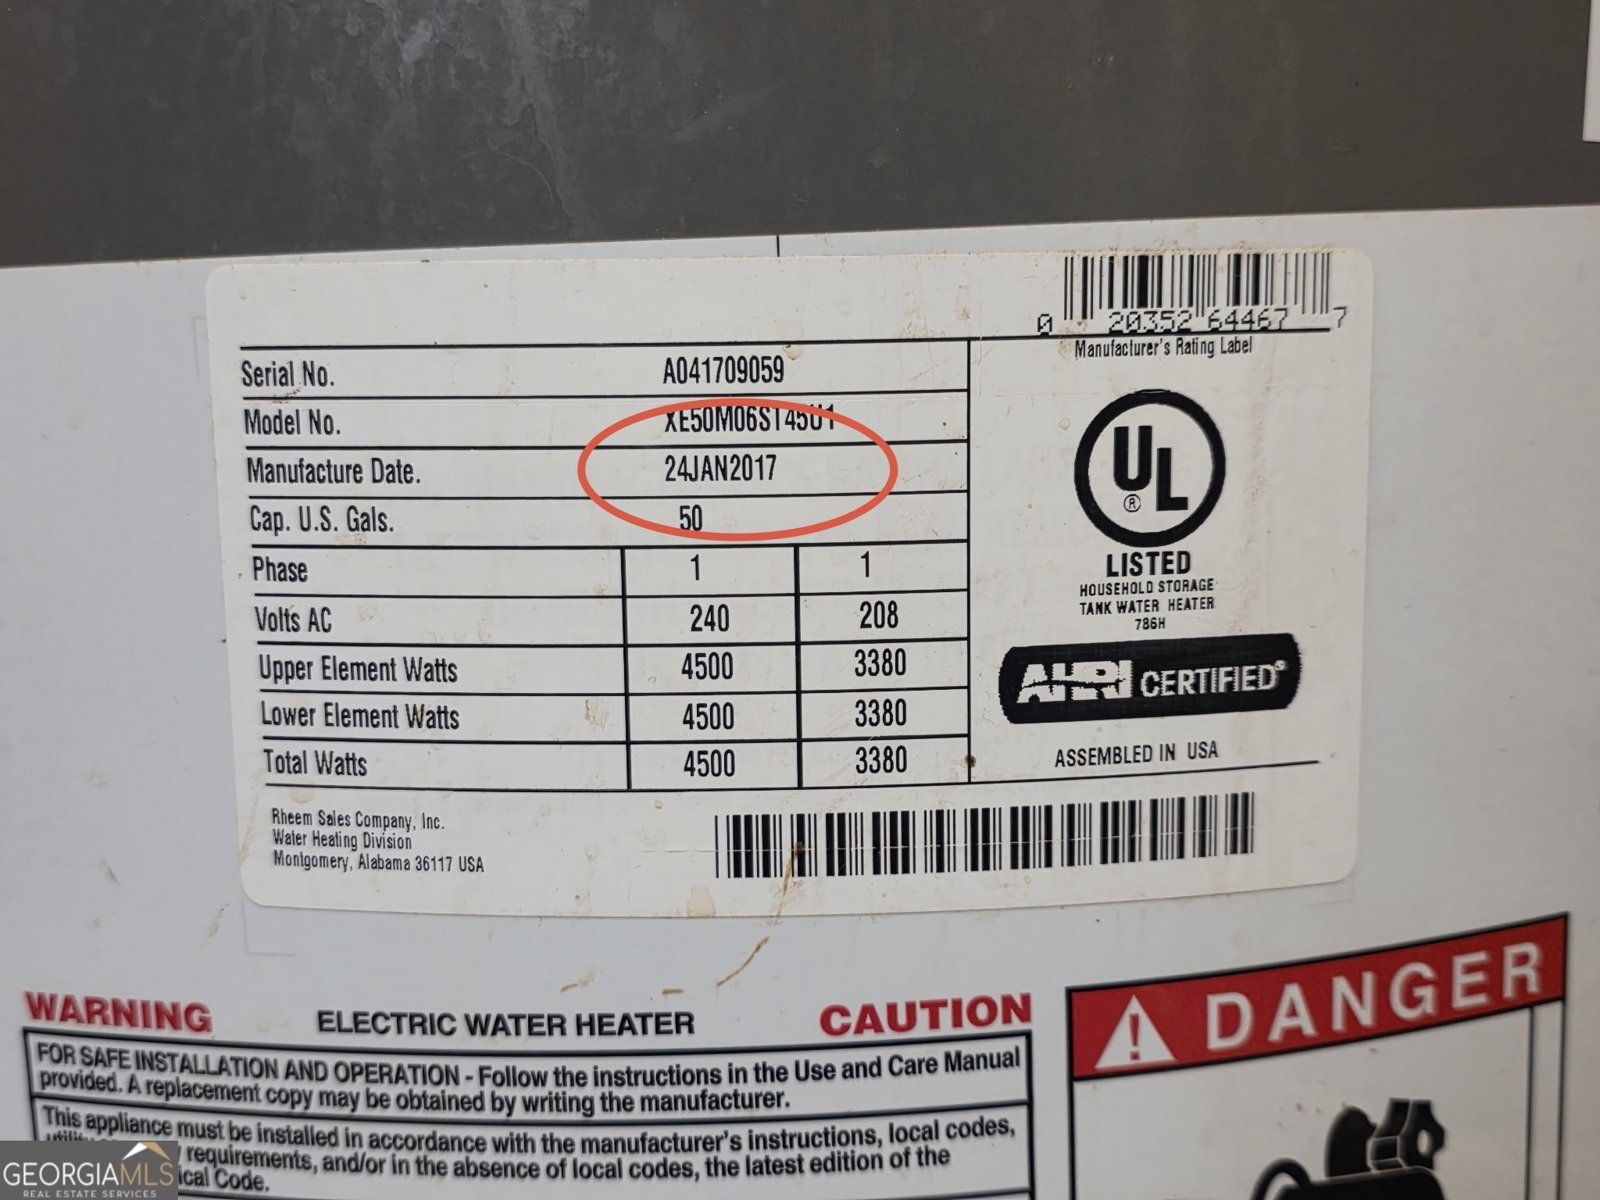 0 20352 64467 7
Manufacturer's Rating Label
Serial No. A041709059
Model No. XE50M06ST45U1
Manufacture Date. 24JAN2017
Cap. U.S. Gals. 50
Phase 1 1
Volts AC 240 208
Upper Element Watts 4500 3380
Lower Element Watts 4500 3380
Total Watts 4500 3380
UL
®
LISTED
HOUSEHOLD STORAGE
TANK WATER HEATER
786H
AHRI CERTIFIED®
ASSEMBLED IN USA
Rheem Sales Company, Inc.
Water Heating Division
Montgomery, Alabama 36117 USA
WARNING ELECTRIC WATER HEATER CAUTION
FOR SAFE INSTALLATION AND OPERATION - Follow the instructions in the Use and Care Manual
provided. A replacement copy may be obtained by writing the manufacturer.
This appliance must be installed in accordance with the manufacturer's instructions, local codes,
requirements, and/or in the absence of local codes, the latest edition of the
Code.
DANGER
GEORGIAMLS
REAL ESTATE SERVICES